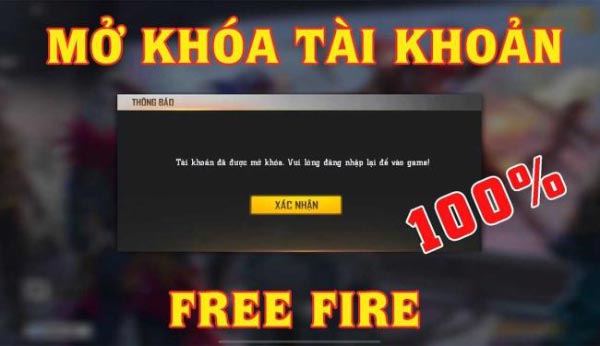 MỞ KHÓA TÀI KHOẢN
THÔNG BÁO
Tài khoản đã được mở khóa. Vui lòng đăng nhập lại để vào game!
XÁC NHẬN
100%
FREE FIRE